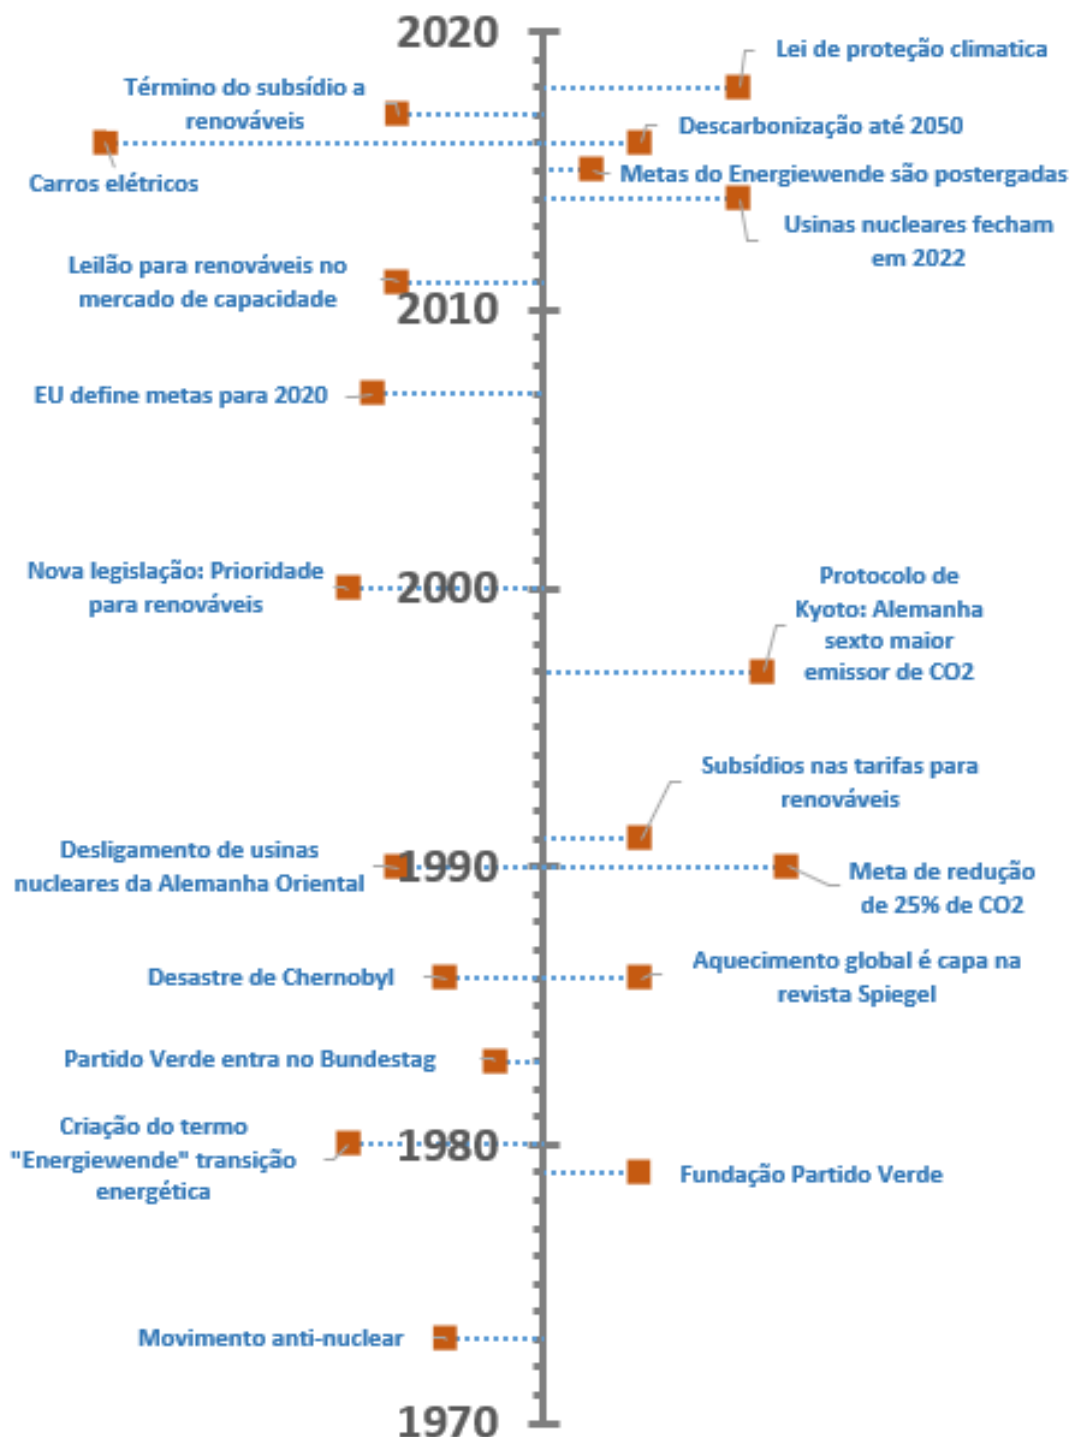 2020
Lei de proteção climatica
Término do subsídio a
renováveis
Descarbonização até 2050
Carros elétricos
Metas do Energiewende são postergadas
Usinas nucleares fecham
em 2022
Leilão para renováveis no
mercado de capacidade
2010
EU define metas para 2020
Nova legislação: Prioridade
para renováveis
2000
Protocolo de
Kyoto: Alemanha
sexto maior
emissor de CO2
Subsídios nas tarifas para
renováveis
Desligamento de usinas
nucleares da Alemanha Oriental
1990
Meta de redução
de 25% de CO2
Desastre de Chernobyl
Aquecimento global é capa na
revista Spiegel
Partido Verde entra no Bundestag
Criação do termo
"Energiewende" transição
energética
1980
Fundação Partido Verde
Movimento anti-nuclear
1970